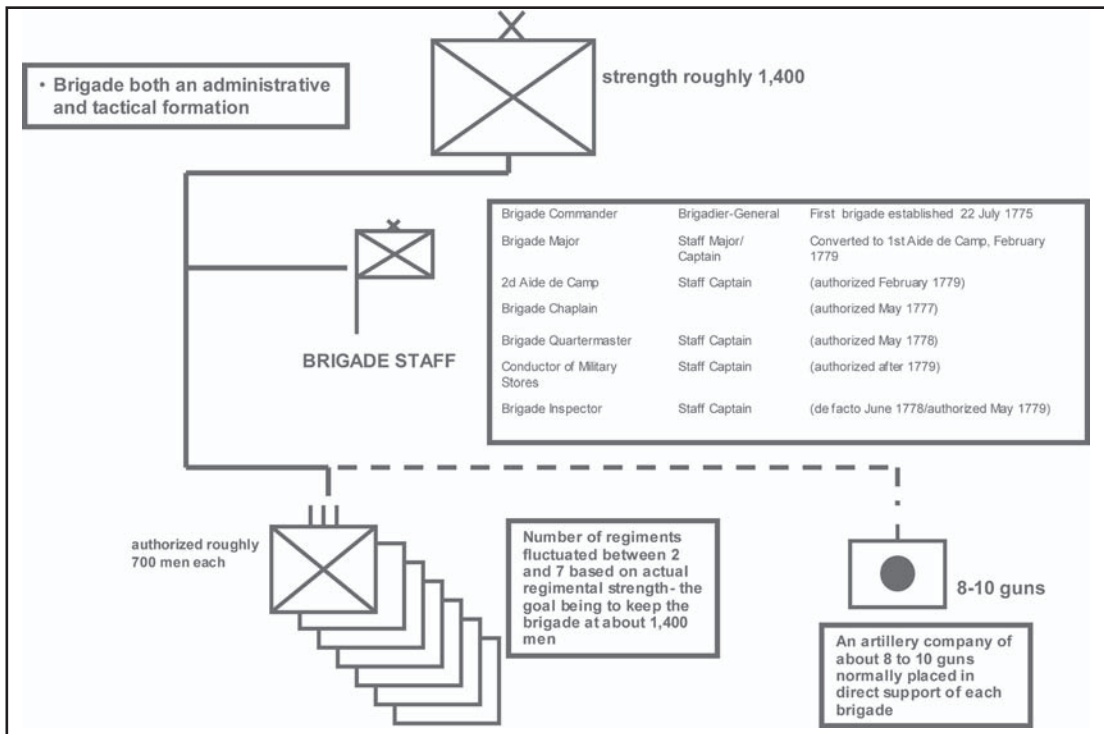 • Brigade both an administrative
and tactical formation
strength roughly 1,400
Brigade Commander Brigadier-General First brigade established 22 July 1775
Brigade Major Staff Major/ Converted to 1st Aide de Camp, February
Captain 1779
2d Aide de Camp Staff Captain (authorized February 1779)
Brigade Chaplain (authorized May 1777)
Brigade Quartermaster Staff Captain (authorized May 1778)
Conductor of Military Staff Captain (authorized after 1779)
Stores
Brigade Inspector Staff Captain (de facto June 1778/authorized May 1779)
BRIGADE STAFF
authorized roughly
700 men each
Number of regiments
fluctuated between 2
and 7 based on actual
regimental strength- the
goal being to keep the
brigade at about 1,400
men
8-10 guns
An artillery company of
about 8 to 10 guns
normally placed in
direct support of each
brigade